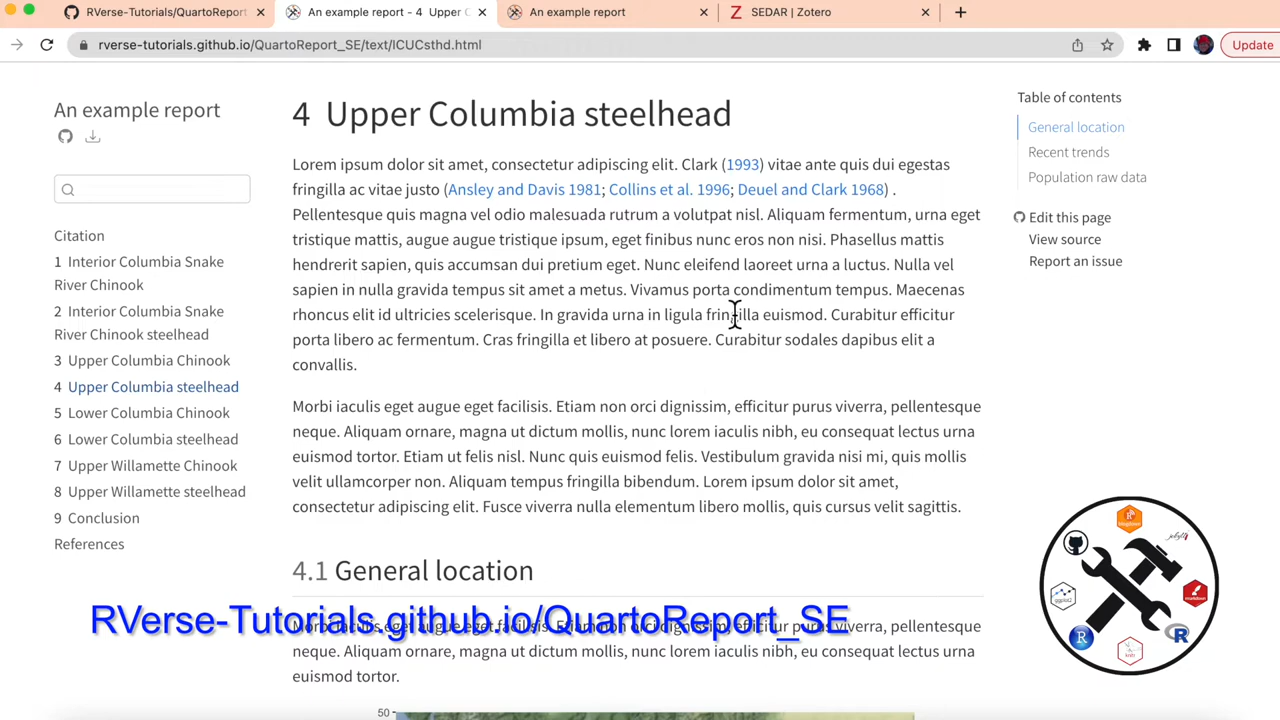 RVerse-Tutorials/QuartoReport
An example report - 4 Upper C
An example report
SEDAR | Zotero
rverse-tutorials.github.io/QuartoReport_SE/text/ICUCsthd.html
Update
An example report
Citation
1 Interior Columbia Snake
River Chinook
2 Interior Columbia Snake
River Chinook steelhead
3 Upper Columbia Chinook
4 Upper Columbia steelhead
5 Lower Columbia Chinook
6 Lower Columbia steelhead
7 Upper Willamette Chinook
8 Upper Willamette steelhead
9 Conclusion
References
4 Upper Columbia steelhead
Lorem ipsum dolor sit amet, consectetur adipiscing elit. Clark (1993) vitae ante quis dui egestas
fringilla ac vitae justo (Ansley and Davis 1981; Collins et al. 1996; Deuel and Clark 1968) .
Pellentesque quis magna vel odio malesuada rutrum a volutpat nisl. Aliquam fermentum, urna eget
tristique mattis, augue augue tristique ipsum, eget finibus nunc eros non nisi. Phasellus mattis
hendrerit sapien, quis accumsan dui pretium eget. Nunc eleifend laoreet urna a luctus. Nulla vel
sapien in nulla gravida tempus sit amet a metus. Vivamus porta condimentum tempus. Maecenas
rhoncus elit id ultricies scelerisque. In gravida urna in ligula fringilla euismod. Curabitur efficitur
porta libero ac fermentum. Cras fringilla et libero at posuere. Curabitur sodales dapibus elit a
convallis.
Morbi iaculis eget augue eget facilisis. Etiam non orci dignissim, efficitur purus viverra, pellentesque
neque. Aliquam ornare, magna ut dictum mollis, nunc lorem iaculis nibh, eu consequat lectus urna
euismod tortor. Etiam ut felis nisl. Nunc quis euismod felis. Vestibulum gravida nisi mi, quis mollis
velit ullamcorper non. Aliquam tempus fringilla bibendum. Lorem ipsum dolor sit amet,
consectetur adipiscing elit. Fusce viverra nulla elementum libero mollis, quis cursus velit sagittis.
4.1 General location
RVerse-Tutorials.github.io/QuartoReport_SE
Morbi iaculis eget augue eget facilisis. Etiam non orci dignissim, efficitur purus viverra, pellentesque
neque. Aliquam ornare, magna ut dictum mollis, nunc lorem iaculis nibh, eu consequat lectus urna
euismod tortor.
50
Table of contents
General location
Recent trends
Population raw data
Edit this page
View source
Report an issue
ggplot2
R
R